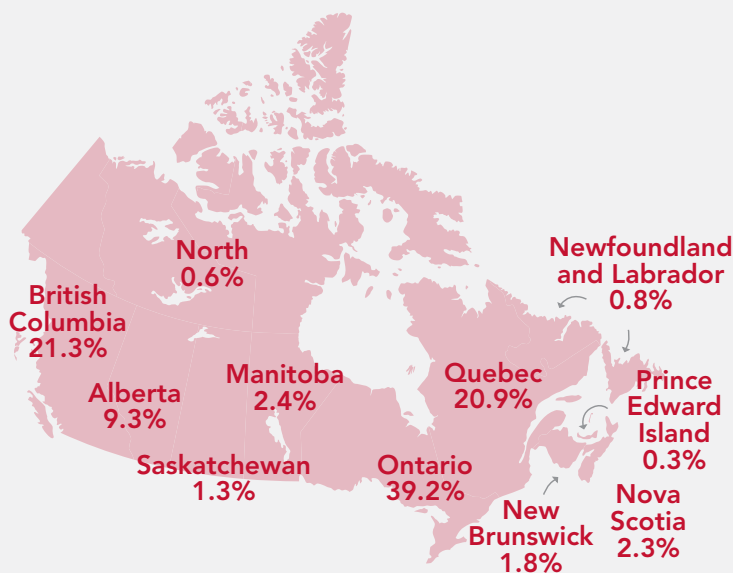 North
0.6%
British
Columbia
21.3%
Alberta
9.3%
Saskatchewan
1.3%
Manitoba
2.4%
Ontario
39.2%
Quebec
20.9%
Newfoundland
and Labrador
0.8%
Prince
Edward
Island
0.3%
Nova
Scotia
2.3%
New
Brunswick
1.8%